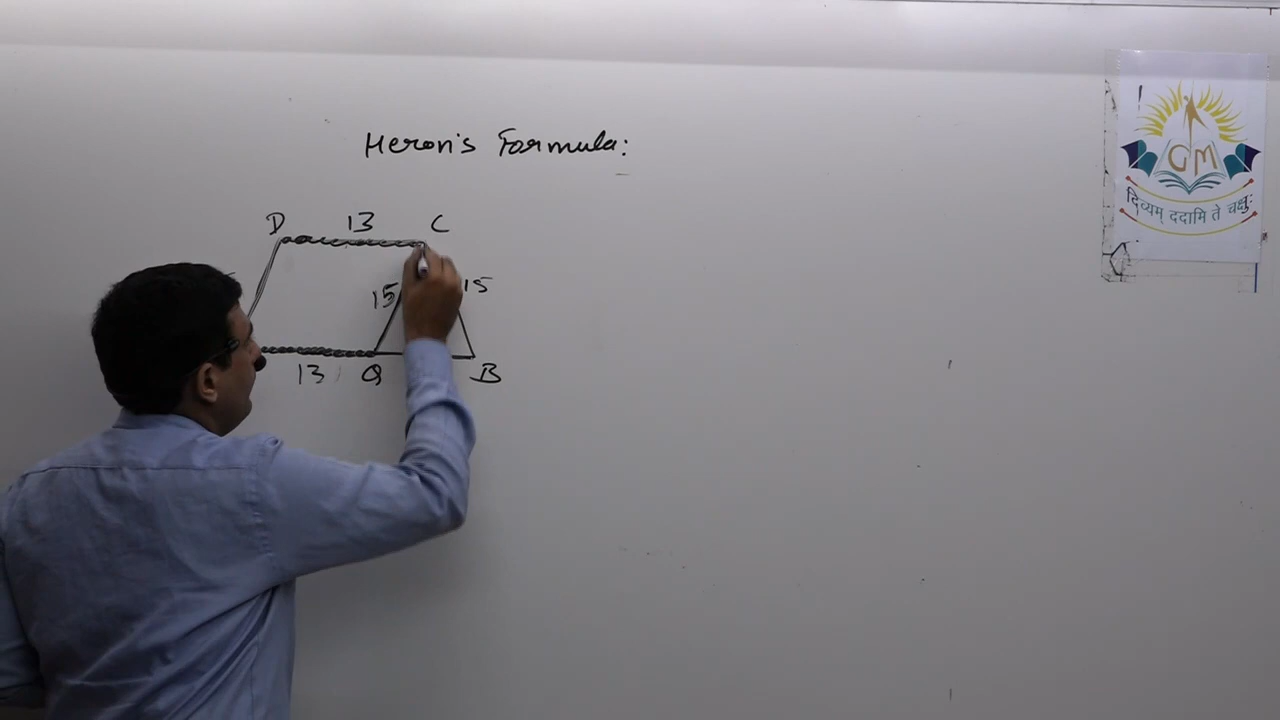 Heron's Formula:
D 13 C
15 15
13 Q B
GM
दिव्यम् ददामि ते चक्षुः